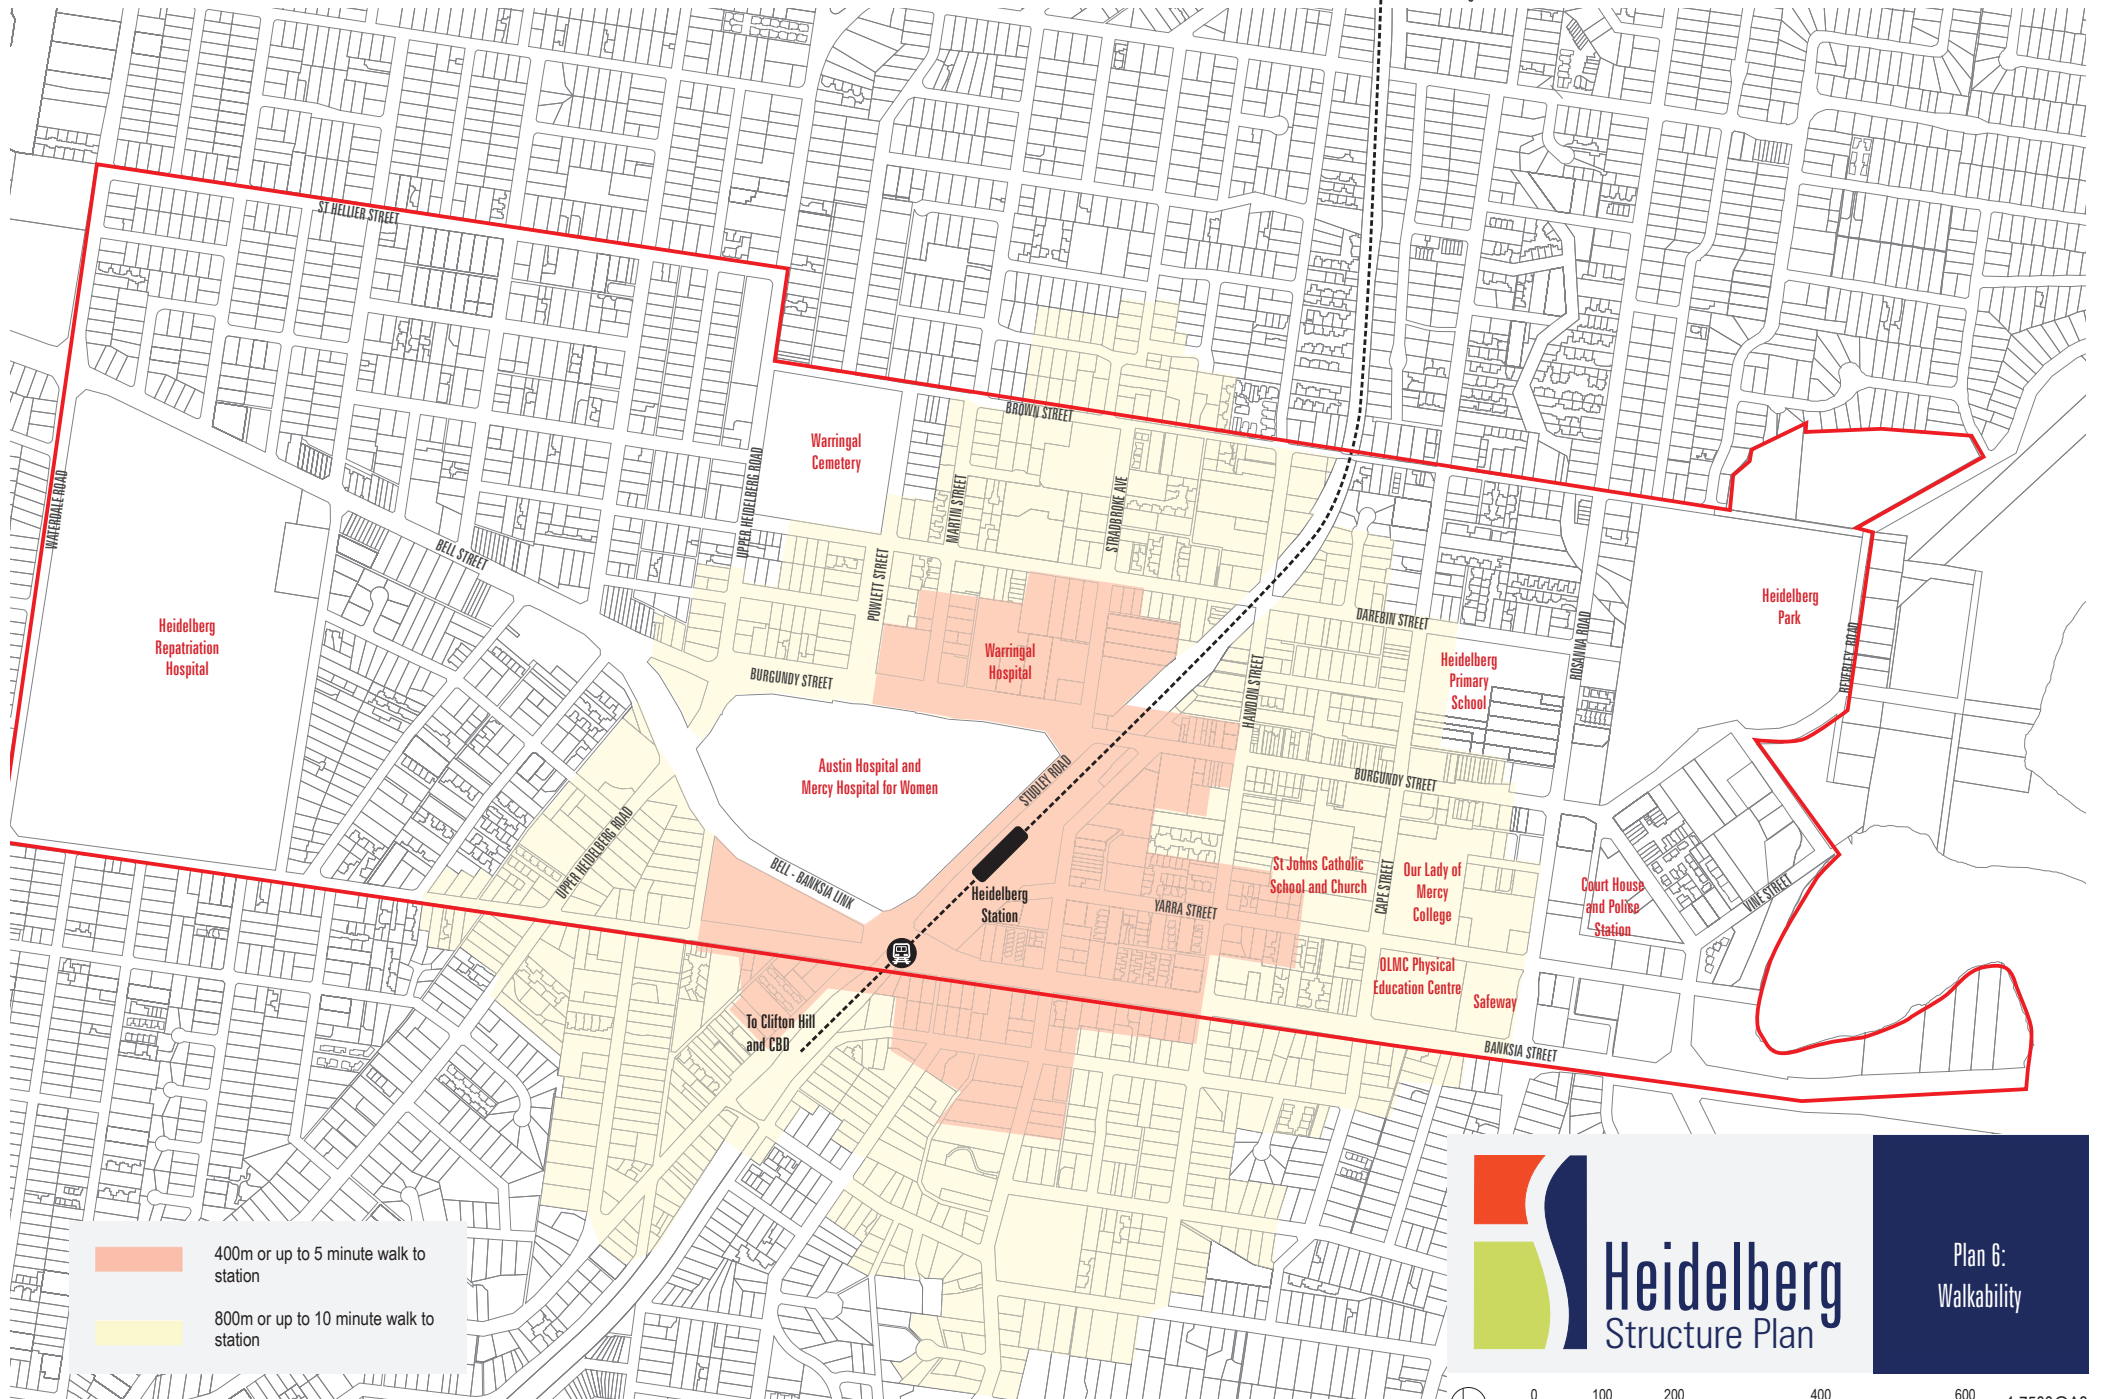 ST HELLIER STREET
BROWN STREET
Warringal
Cemetery
UPPER HEIDELBERG ROAD
MARTIN STREET
STRADBROKE AVE
WATERDALE ROAD
BELL STREET
POWLETT STREET
Heidelberg
Park
DAREBIN STREET
ROSANNA ROAD
BEVERLEY ROAD
Heidelberg
Repatriation
Hospital
Warringal
Hospital
BURGUNDY STREET
HAWDON STREET
Heidelberg
Primary
School
Austin Hospital and
Mercy Hospital for Women
STUDLEY ROAD
BURGUNDY STREET
UPPER HEIDELBERG ROAD
BELL - BANKSIA LINK
Heidelberg
Station
YARRA STREET
St Johns Catholic
School and Church
CAPE STREET
Our Lady of
Mercy
College
Court House
and Police
Station
VINE STREET
OLMC Physical
Education Centre
Safeway
To Clifton Hill
and CBD
BANKSIA STREET
400m or up to 5 minute walk to
station
800m or up to 10 minute walk to
station
Heidelberg
Structure Plan
Plan 6:
Walkability
0 100 200 400 600